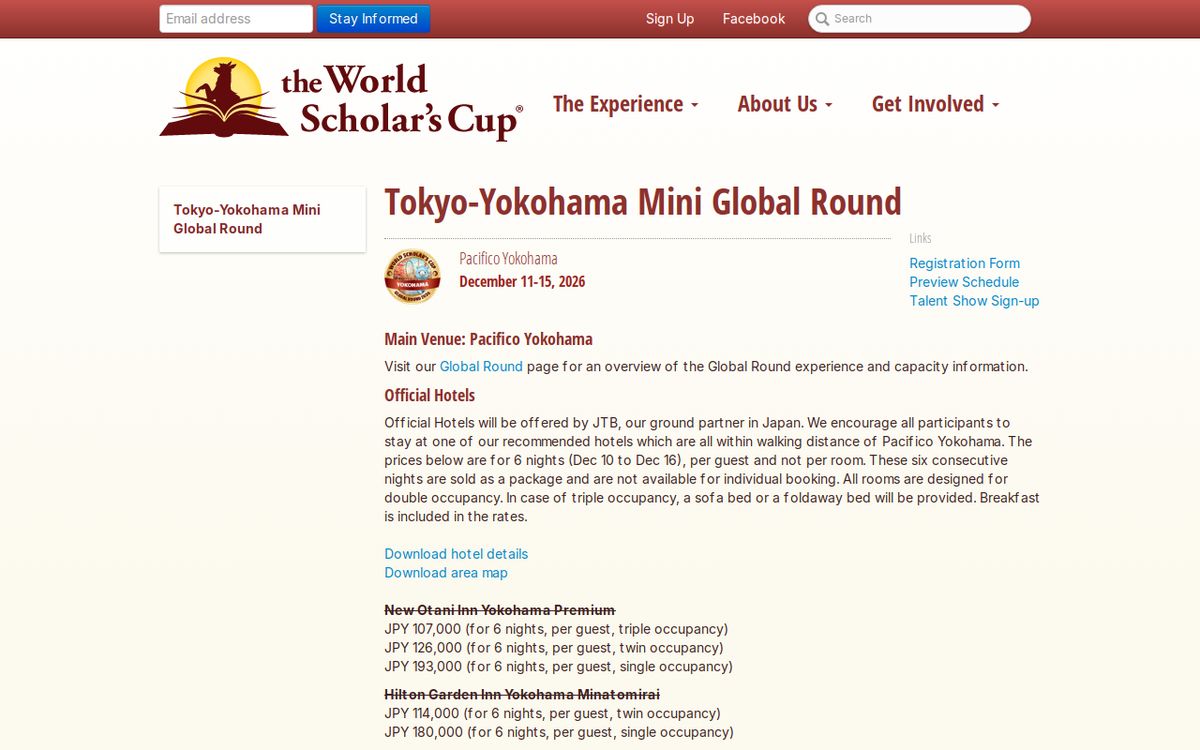 Email address
Stay Informed
Sign Up
Facebook
Search
the World
Scholar's Cup®
The Experience
About Us
Get Involved
Tokyo-Yokohama Mini
Global Round
Tokyo-Yokohama Mini Global Round
Links
Registration Form
Preview Schedule
Talent Show Sign-up
YOKOHAMA
Pacifico Yokohama
December 11-15, 2026
Main Venue: Pacifico Yokohama
Visit our Global Round page for an overview of the Global Round experience and capacity information.
Official Hotels
Official Hotels will be offered by JTB, our ground partner in Japan. We encourage all participants to
stay at one of our recommended hotels which are all within walking distance of Pacifico Yokohama. The
prices below are for 6 nights (Dec 10 to Dec 16), per guest and not per room. These six consecutive
nights are sold as a package and are not available for individual booking. All rooms are designed for
double occupancy. In case of triple occupancy, a sofa bed or a foldaway bed will be provided. Breakfast
is included in the rates.
Download hotel details
Download area map
New Otani Inn Yokohama Premium
JPY 107,000 (for 6 nights, per guest, triple occupancy)
JPY 126,000 (for 6 nights, per guest, twin occupancy)
JPY 193,000 (for 6 nights, per guest, single occupancy)
Hilton Garden Inn Yokohama Minatomirai
JPY 114,000 (for 6 nights, per guest, twin occupancy)
JPY 180,000 (for 6 nights, per guest, single occupancy)